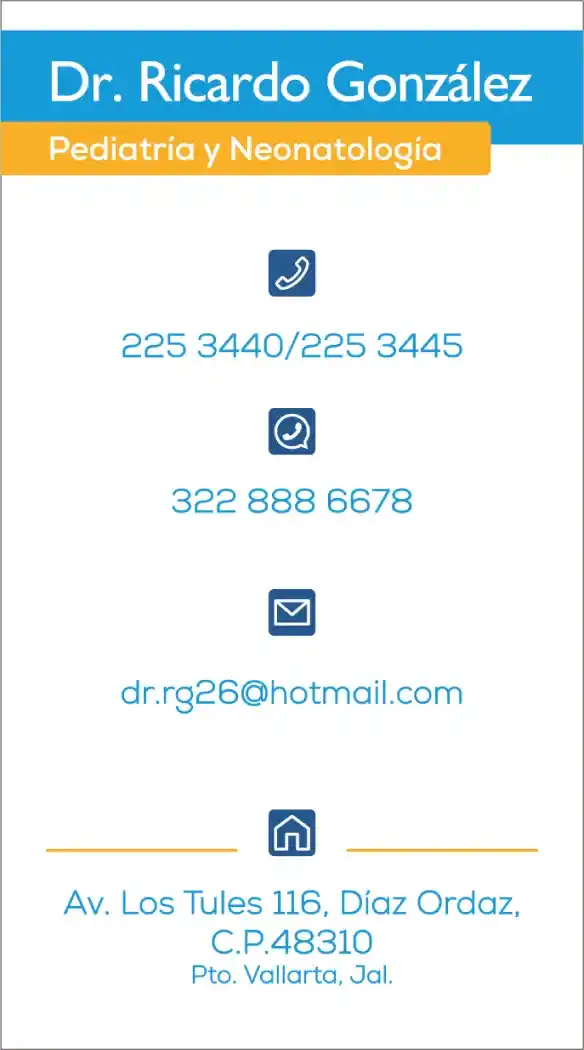 Dr. Ricardo González
Pediatría y Neonatología
225 3440/225 3445
322 888 6678
dr.rg26@hotmail.com
Av. Los Tules 116, Díaz Ordaz,
C.P.48310
Pto. Vallarta, Jal.